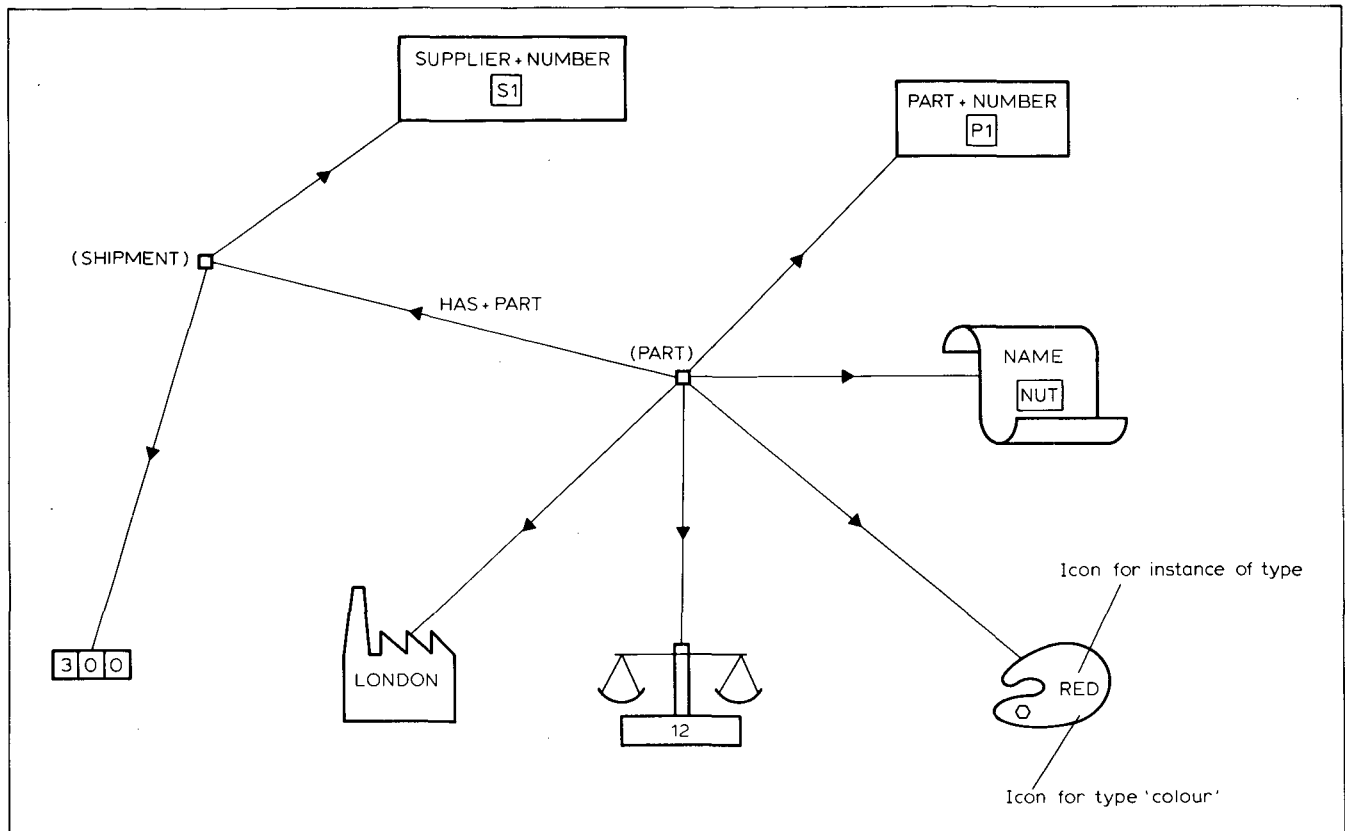 SUPPLIER + NUMBER
S1
PART + NUMBER
P1
(SHIPMENT)
HAS + PART
(PART)
NAME
NUT
Icon for instance of type
300
LONDON
RED
12
Icon for type 'colour'